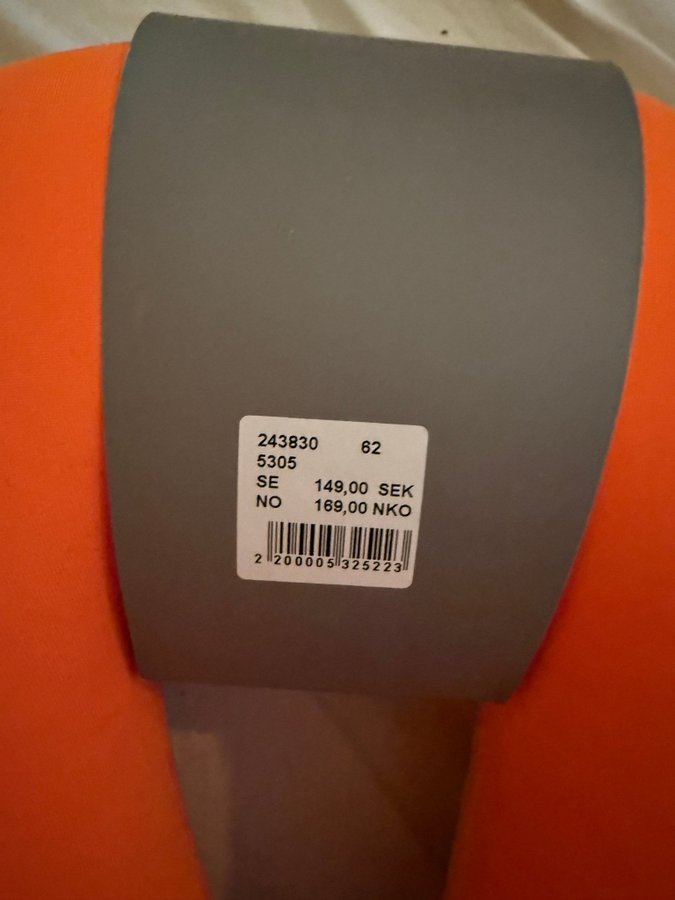 243830 62
5305
SE 149,00 SEK
NO 169,00 NKO
2 200005 325223